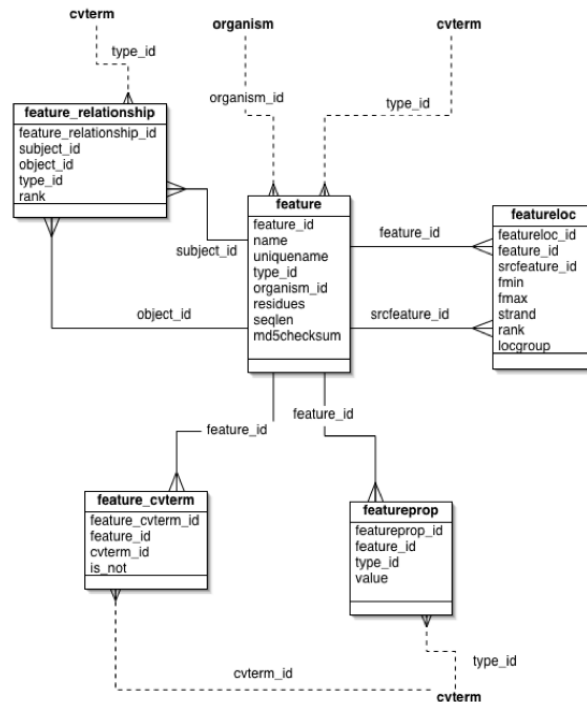 cvterm
organism
cvterm
type_id
organism_id
type_id
feature_relationship
feature_relationship_id
subject_id
object_id
type_id
rank
subject_id
object_id
feature
feature_id
name
uniquename
type_id
organism_id
residues
seqlen
md5checksum
feature_id
srcfeature_id
featureloc
featureloc_id
feature_id
srcfeature_id
fmin
fmax
strand
rank
locgroup
feature_id
feature_id
feature_cvterm
feature_cvterm_id
feature_id
cvterm_id
is_not
featureprop
featureprop_id
feature_id
type_id
value
cvterm_id
type_id
cvterm